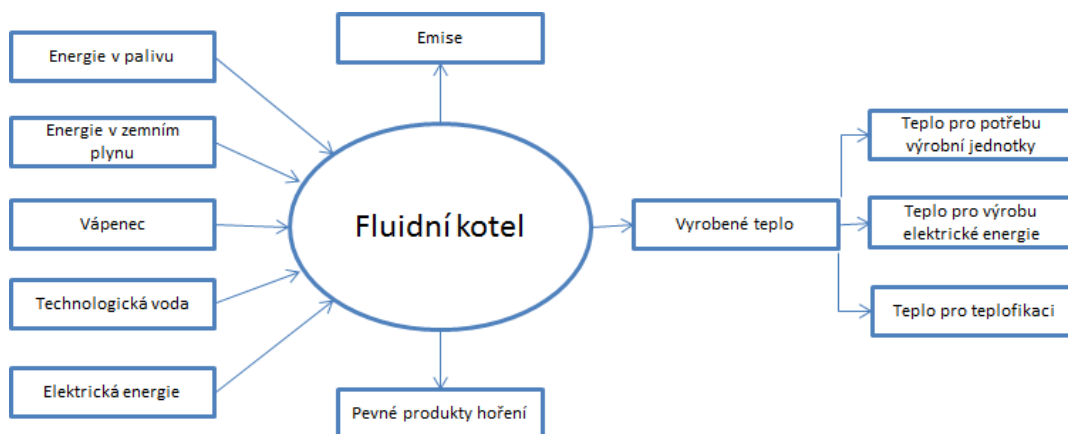 Emise
Energie v palivu
Energie v zemním
plynu
Vápenec
Technologická voda
Elektrická energie
Fluidní kotel
Pevné produkty hoření
Vyrobené teplo
Teplo pro potřebu
výrobní jednotky
Teplo pro výrobu
elektrické energie
Teplo pro teplofikaci